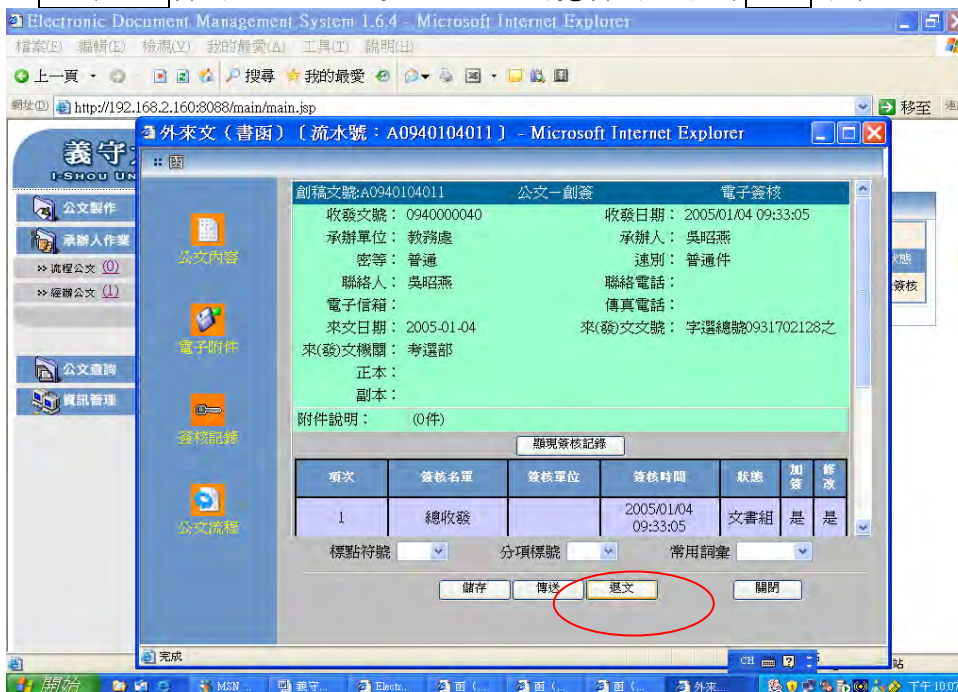 Electronic Document Management System 1.6.4 - Microsoft Internet Explorer
檔案(F) 編輯(E) 檢視(V) 我的最愛(A) 工具(T) 說明(H)
上一頁 搜尋 我的最愛
網址(D) http://192.168.2.160:8088/main/main.jsp 移至
外來文（書函）〔流水號：A0940104011〕 - Microsoft Internet Explorer
義守
I-SHOU UN
函
公文製作
承辦人作業
流程公文 (0)
經辦公文 (1)
公文查詢
資訊管理
公文內容
電子附件
簽核記錄
公文流程
創稿文號:A0940104011 公文－創簽 電子簽核
收發文號： 0940000040 收發日期： 2005/01/04 09:33:05
承辦單位： 教務處 承辦人： 吳昭燕
密等： 普通 速別： 普通件
聯絡人： 吳昭燕 聯絡電話：
電子信箱： 傳真電話：
來文日期： 2005-01-04 來(發)文文號： 字選總號0931702128之
來(發)文機關： 考選部
正本：
副本：
附件說明： (0件)
顯現簽核記錄
項次 簽核名單 簽核單位 簽核時間 狀態 加簽 修改
1 總收發 2005/01/04 09:33:05 文書組 是 是
標點符號 分項標號 常用詞彙
儲存 傳送 退文 關閉
完成
簽核
CH
開始 MSN .. 義守.. Electr.. 函 (.. 函 (.. 函 (.. 外來.. 下午 10:07